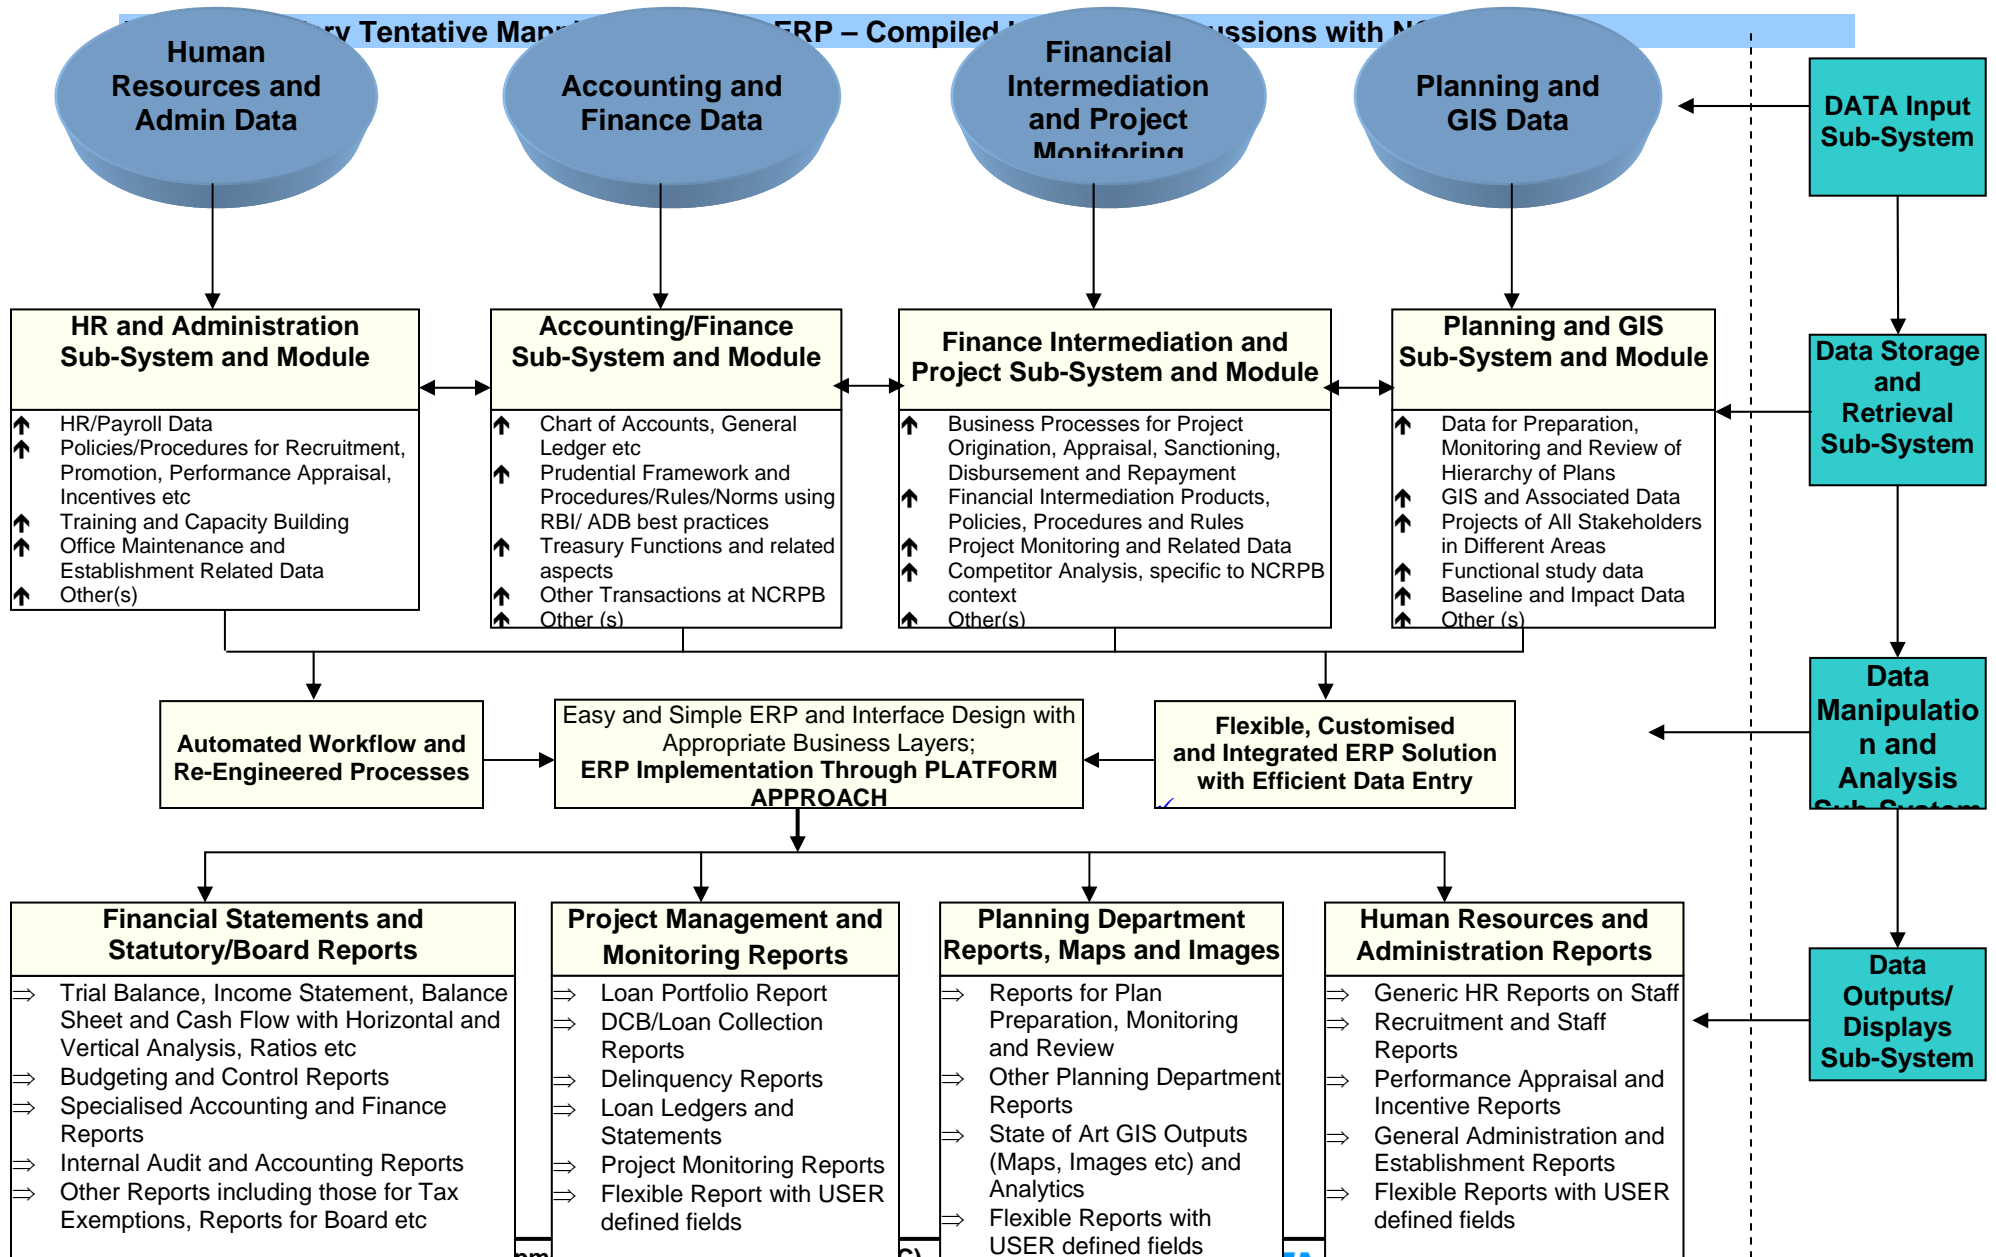 Tentative
ERP – Compiled
with
Human
Resources and
Admin Data
Accounting and
Finance Data
Financial
Intermediation
and Project
Monitoring
Planning and
GIS Data
DATA Input
Sub-System
HR and Administration
Sub-System and Module
HR/Payroll Data
Policies/Procedures for Recruitment,
Promotion, Performance Appraisal,
Incentives etc
Training and Capacity Building
Office Maintenance and
Establishment Related Data
Other(s)
Accounting/Finance
Sub-System and Module
Chart of Accounts, General
Ledger etc
Prudential Framework and
Procedures/Rules/Norms using
RBI/ ADB best practices
Treasury Functions and related
aspects
Other Transactions at NCRPB
Other (s)
Finance Intermediation and
Project Sub-System and Module
Business Processes for Project
Origination, Appraisal, Sanctioning,
Disbursement and Repayment
Financial Intermediation Products,
Policies, Procedures and Rules
Project Monitoring and Related Data
Competitor Analysis, specific to NCRPB
context
Other(s)
Planning and GIS
Sub-System and Module
Data for Preparation,
Monitoring and Review of
Hierarchy of Plans
GIS and Associated Data
Projects of All Stakeholders
in Different Areas
Functional study data
Baseline and Impact Data
Other (s)
Data Storage
and
Retrieval
Sub-System
Automated Workflow and
Re-Engineered Processes
Easy and Simple ERP and Interface Design with
Appropriate Business Layers;
ERP Implementation Through PLATFORM
APPROACH
Flexible, Customised
and Integrated ERP Solution
with Efficient Data Entry
Data
Manipulatio
n and
Analysis
Sub-System
Financial Statements and
Statutory/Board Reports
⇒ Trial Balance, Income Statement, Balance
Sheet and Cash Flow with Horizontal and
Vertical Analysis, Ratios etc
⇒ Budgeting and Control Reports
⇒ Specialised Accounting and Finance
Reports
⇒ Internal Audit and Accounting Reports
⇒ Other Reports including those for Tax
Exemptions, Reports for Board etc
Project Management and
Monitoring Reports
⇒ Loan Portfolio Report
⇒ DCB/Loan Collection
Reports
⇒ Delinquency Reports
⇒ Loan Ledgers and
Statements
⇒ Project Monitoring Reports
⇒ Flexible Report with USER
defined fields
Planning Department
Reports, Maps and Images
⇒ Reports for Plan
Preparation, Monitoring
and Review
⇒ Other Planning Department
Reports
⇒ State of Art GIS Outputs
(Maps, Images etc) and
Analytics
⇒ Flexible Reports with
USER defined fields
Human Resources and
Administration Reports
⇒ Generic HR Reports on Staff
⇒ Recruitment and Staff
Reports
⇒ Performance Appraisal and
Incentive Reports
⇒ General Administration and
Establishment Reports
⇒ Flexible Reports with USER
defined fields
Data
Outputs/
Displays
Sub-System